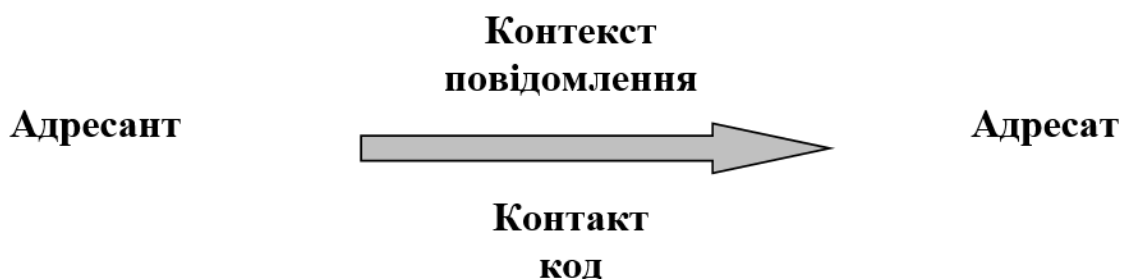 Контекст
повідомлення
Адресант
Адресат
Контакт
код